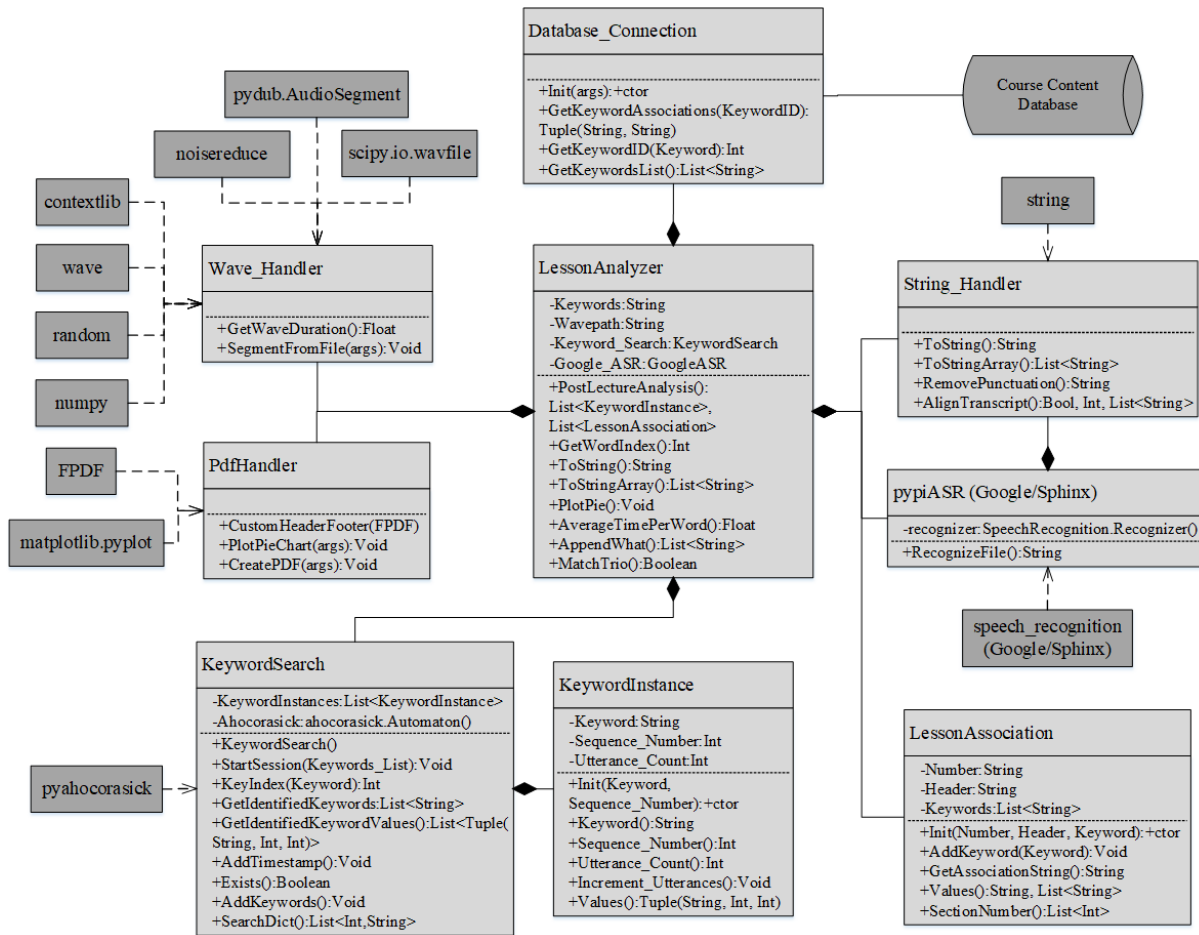 Database_Connection
+Init(args):+ctor
+GetKeywordAssociations(KeywordID):
Tuple(String, String)
+GetKeywordID(Keyword):Int
+GetKeywordsList():List<String>
Course Content
Database
pydub.AudioSegment
noisereduce
scipy.io.wavfile
contextlib
wave
random
numpy
Wave_Handler
+GetWaveDuration():Float
+SegmentFromFile(args):Void
LessonAnalyzer
-Keywords:String
-Wavepath:String
-Keyword_Search:KeywordSearch
-Google_ASR:GoogleASR
+PostLectureAnalysis():
List<KeywordInstance>,
List<LessonAssociation>
+GetWordIndex():Int
+ToString():String
+ToStringArray():List<String>
+PlotPie():Void
+AverageTimePerWord():Float
+AppendWhat():List<String>
+MatchTrio():Boolean
string
String_Handler
+ToString():String
+ToStringArray():List<String>
+RemovePunctuation():String
+AlignTranscript():Bool, Int, List<String>
FPDF
matplotlib.pyplot
PdfHandler
+CustomHeaderFooter(FPDF)
+PlotPieChart(args):Void
+CreatePDF(args):Void
pypiASR (Google/Sphinx)
-recognizer:SpeechRecognition.Recognizer()
+RecognizeFile():String
speech_recognition
(Google/Sphinx)
pyahocorasick
KeywordSearch
-KeywordInstances:List<KeywordInstance>
-Ahocorasick:ahocorasick.Automaton()
+KeywordSearch()
+StartSession(Keywords_List):Void
+KeyIndex(Keyword):Int
+GetIdentifiedKeywords:List<String>
+GetIdentifiedKeywordValues():List<Tuple(
String, Int, Int)>
+AddTimestamp():Void
+Exists():Boolean
+AddKeywords():Void
+SearchDict():List<Int,String>
KeywordInstance
-Keyword:String
-Sequence_Number:Int
-Utterance_Count:Int
+Init(Keyword,
Sequence_Number):+ctor
+Keyword():String
+Sequence_Number():Int
+Utterance_Count():Int
+Increment_Utterances():Void
+Values():Tuple(String, Int, Int)
LessonAssociation
-Number:String
-Header:String
-Keywords:List<String>
+Init(Number, Header, Keyword):+ctor
+AddKeyword(Keyword):Void
+GetAssociationString():String
+Values():String, List<String>
+SectionNumber():List<Int>